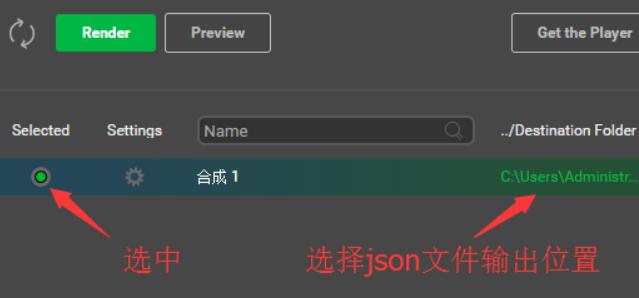 Render Preview Get the Player
Selected Settings Name ../Destination Folder
合成 1 C:\Users\Administr...
选中 选择json文件输出位置